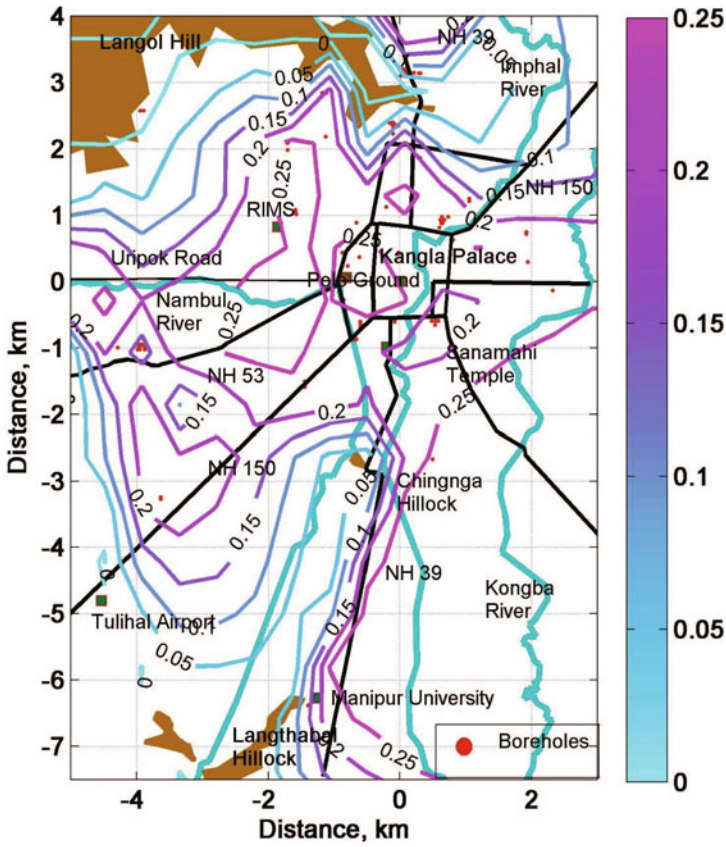 4
3
2
1
0
-1
-2
-3
-4
-5
-6
-7
Distance, km
-4
-2
0
2
Distance, km
Langol Hill
0
0.1
0.2
NH 39
0.05
Imphal
River
0.05
0.1
0.15
0.2
0.25
0.1
0.15
NH 150
0.2
RIMS
0.25
Kangla Palace
Uripok Road
Polo Ground
Nambul
River
0.2
0.25
0.2
Sanamahi
Temple
NH 53
0.15
0.2
0.25
NH 150
0.05
Chingnga
Hillock
0.2
0.15
0.1
NH 39
0
Kongba
River
Tulihal Airport
0.1
0.15
0.05
0
Manipur University
Langthabal
Hillock
0.2
0.25
Boreholes
0.25
0.2
0.15
0.1
0.05
0